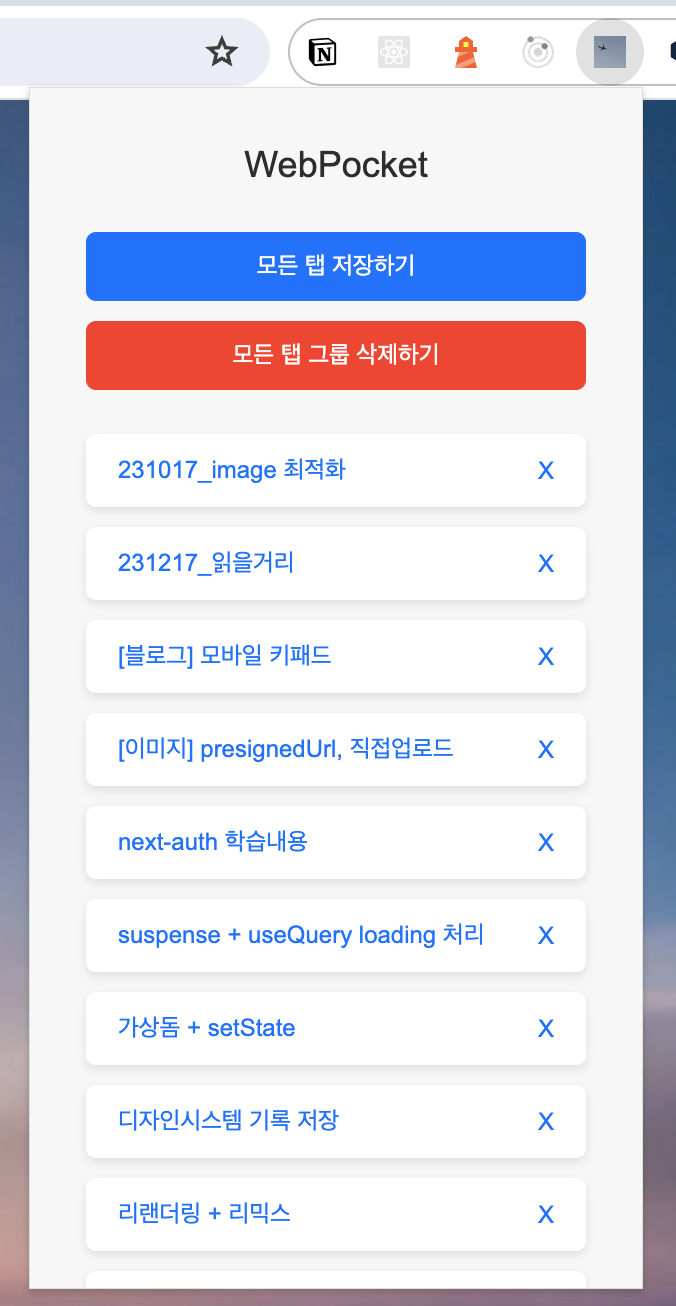 WebPocket
모든 탭 저장하기
모든 탭 그룹 삭제하기
231017_image 최적화 X
231217_읽을거리 X
[블로그] 모바일 키패드 X
[이미지] presignedUrl, 직접업로드 X
next-auth 학습내용 X
suspense + useQuery loading 처리 X
가상돔 + setState X
디자인시스템 기록 저장 X
리랜더링 + 리믹스 X